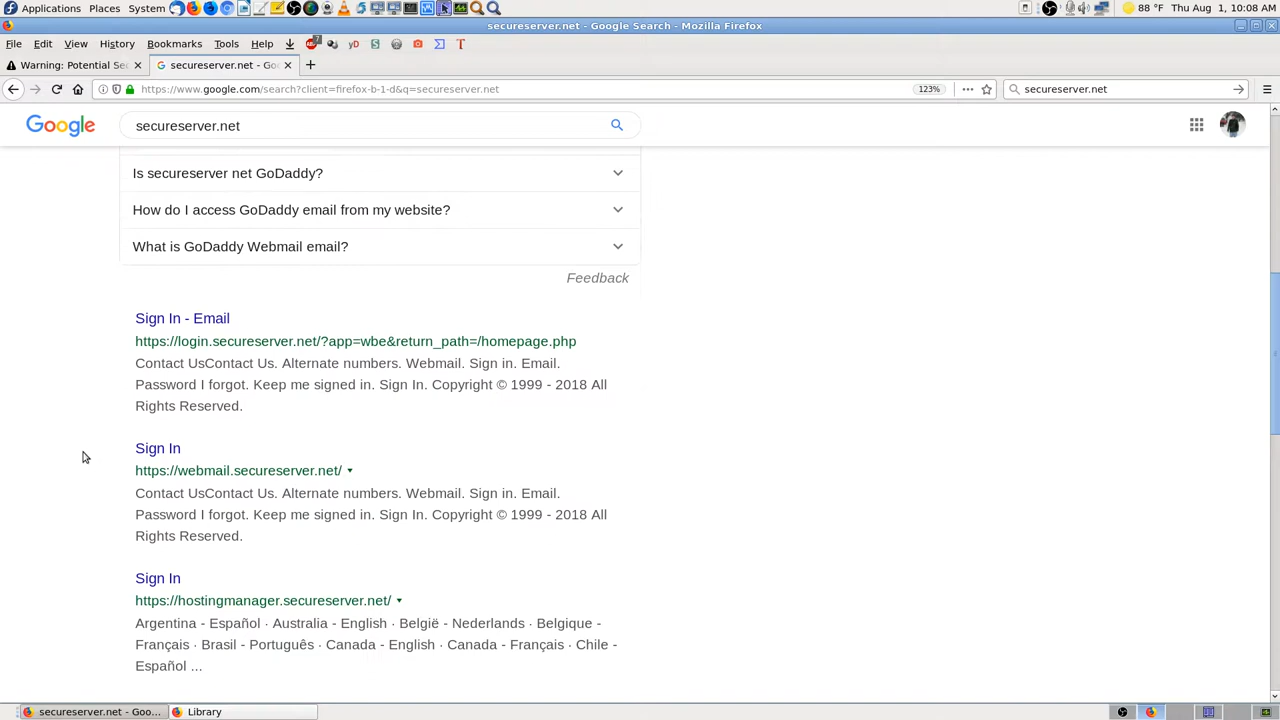 Applications Places System 88 °F Thu Aug 1, 10:08 AM
secureserver.net - Google Search - Mozilla Firefox
File Edit View History Bookmarks Tools Help 7 yD S T
Warning: Potential Sec × G secureserver.net - Goo × +
https://www.google.com/search?client=firefox-b-1-d&q=secureserver.net 123% secureserver.net
Google secureserver.net
Is secureserver net GoDaddy?
How do I access GoDaddy email from my website?
What is GoDaddy Webmail email?
Feedback
Sign In - Email
https://login.secureserver.net/?app=wbe&return_path=/homepage.php
Contact UsContact Us. Alternate numbers. Webmail. Sign in. Email.
Password I forgot. Keep me signed in. Sign In. Copyright © 1999 - 2018 All
Rights Reserved.
Sign In
https://webmail.secureserver.net/
Contact UsContact Us. Alternate numbers. Webmail. Sign in. Email.
Password I forgot. Keep me signed in. Sign In. Copyright © 1999 - 2018 All
Rights Reserved.
Sign In
https://hostingmanager.secureserver.net/
Argentina - Español · Australia - English · België - Nederlands · Belgique -
Français · Brasil - Português · Canada - English · Canada - Français · Chile -
Español ...
secureserver.net - Goo... Library